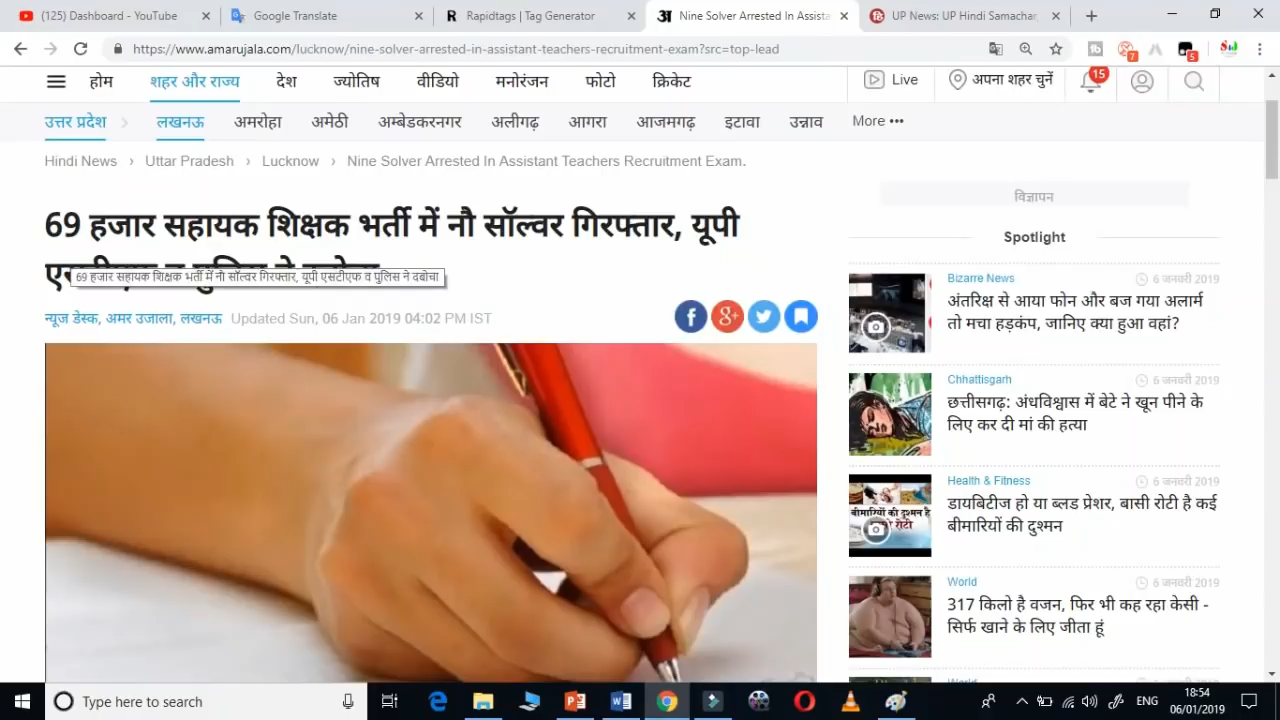 (125) Dashboard - YouTube
Google Translate
Rapidtags | Tag Generator
Nine Solver Arrested In Assista
UP News: UP Hindi Samachar
https://www.amarujala.com/lucknow/nine-solver-arrested-in-assistant-teachers-recruitment-exam?src=top-lead
7
5
होम शहर और राज्य देश ज्योतिष वीडियो मनोरंजन फोटो क्रिकेट
Live
अपना शहर चुनें
15
उत्तर प्रदेश लखनऊ अमरोहा अमेठी अम्बेडकरनगर अलीगढ़ आगरा आजमगढ़ इटावा उन्नाव More •••
Hindi News › Uttar Pradesh › Lucknow › Nine Solver Arrested In Assistant Teachers Recruitment Exam.
69 हजार सहायक शिक्षक भर्ती में नौ सॉल्वर गिरफ्तार, यूपी
69 हजार सहायक शिक्षक भर्ती में नौ सॉल्वर गिरफ्तार, यूपी एसटीएफ व पुलिस ने दबोचा
न्यूज डेस्क, अमर उजाला, लखनऊ Updated Sun, 06 Jan 2019 04:02 PM IST
विज्ञापन
Spotlight
Bizarre News 6 जनवरी 2019
अंतरिक्ष से आया फोन और बज गया अलार्म
तो मचा हड़कंप, जानिए क्या हुआ वहां?
Chhattisgarh 6 जनवरी 2019
छत्तीसगढ़: अंधविश्वास में बेटे ने खून पीने के
लिए कर दी मां की हत्या
Health & Fitness 6 जनवरी 2019
डायबिटीज हो या ब्लड प्रेशर, बासी रोटी है कई
बीमारियों की दुश्मन
बीमारियों की दुश्मन है
रोटी
World 6 जनवरी 2019
317 किलो है वजन, फिर भी कह रहा केसी -
सिर्फ खाने के लिए जीता हूं
Type here to search
ENG
18:54
06/01/2019